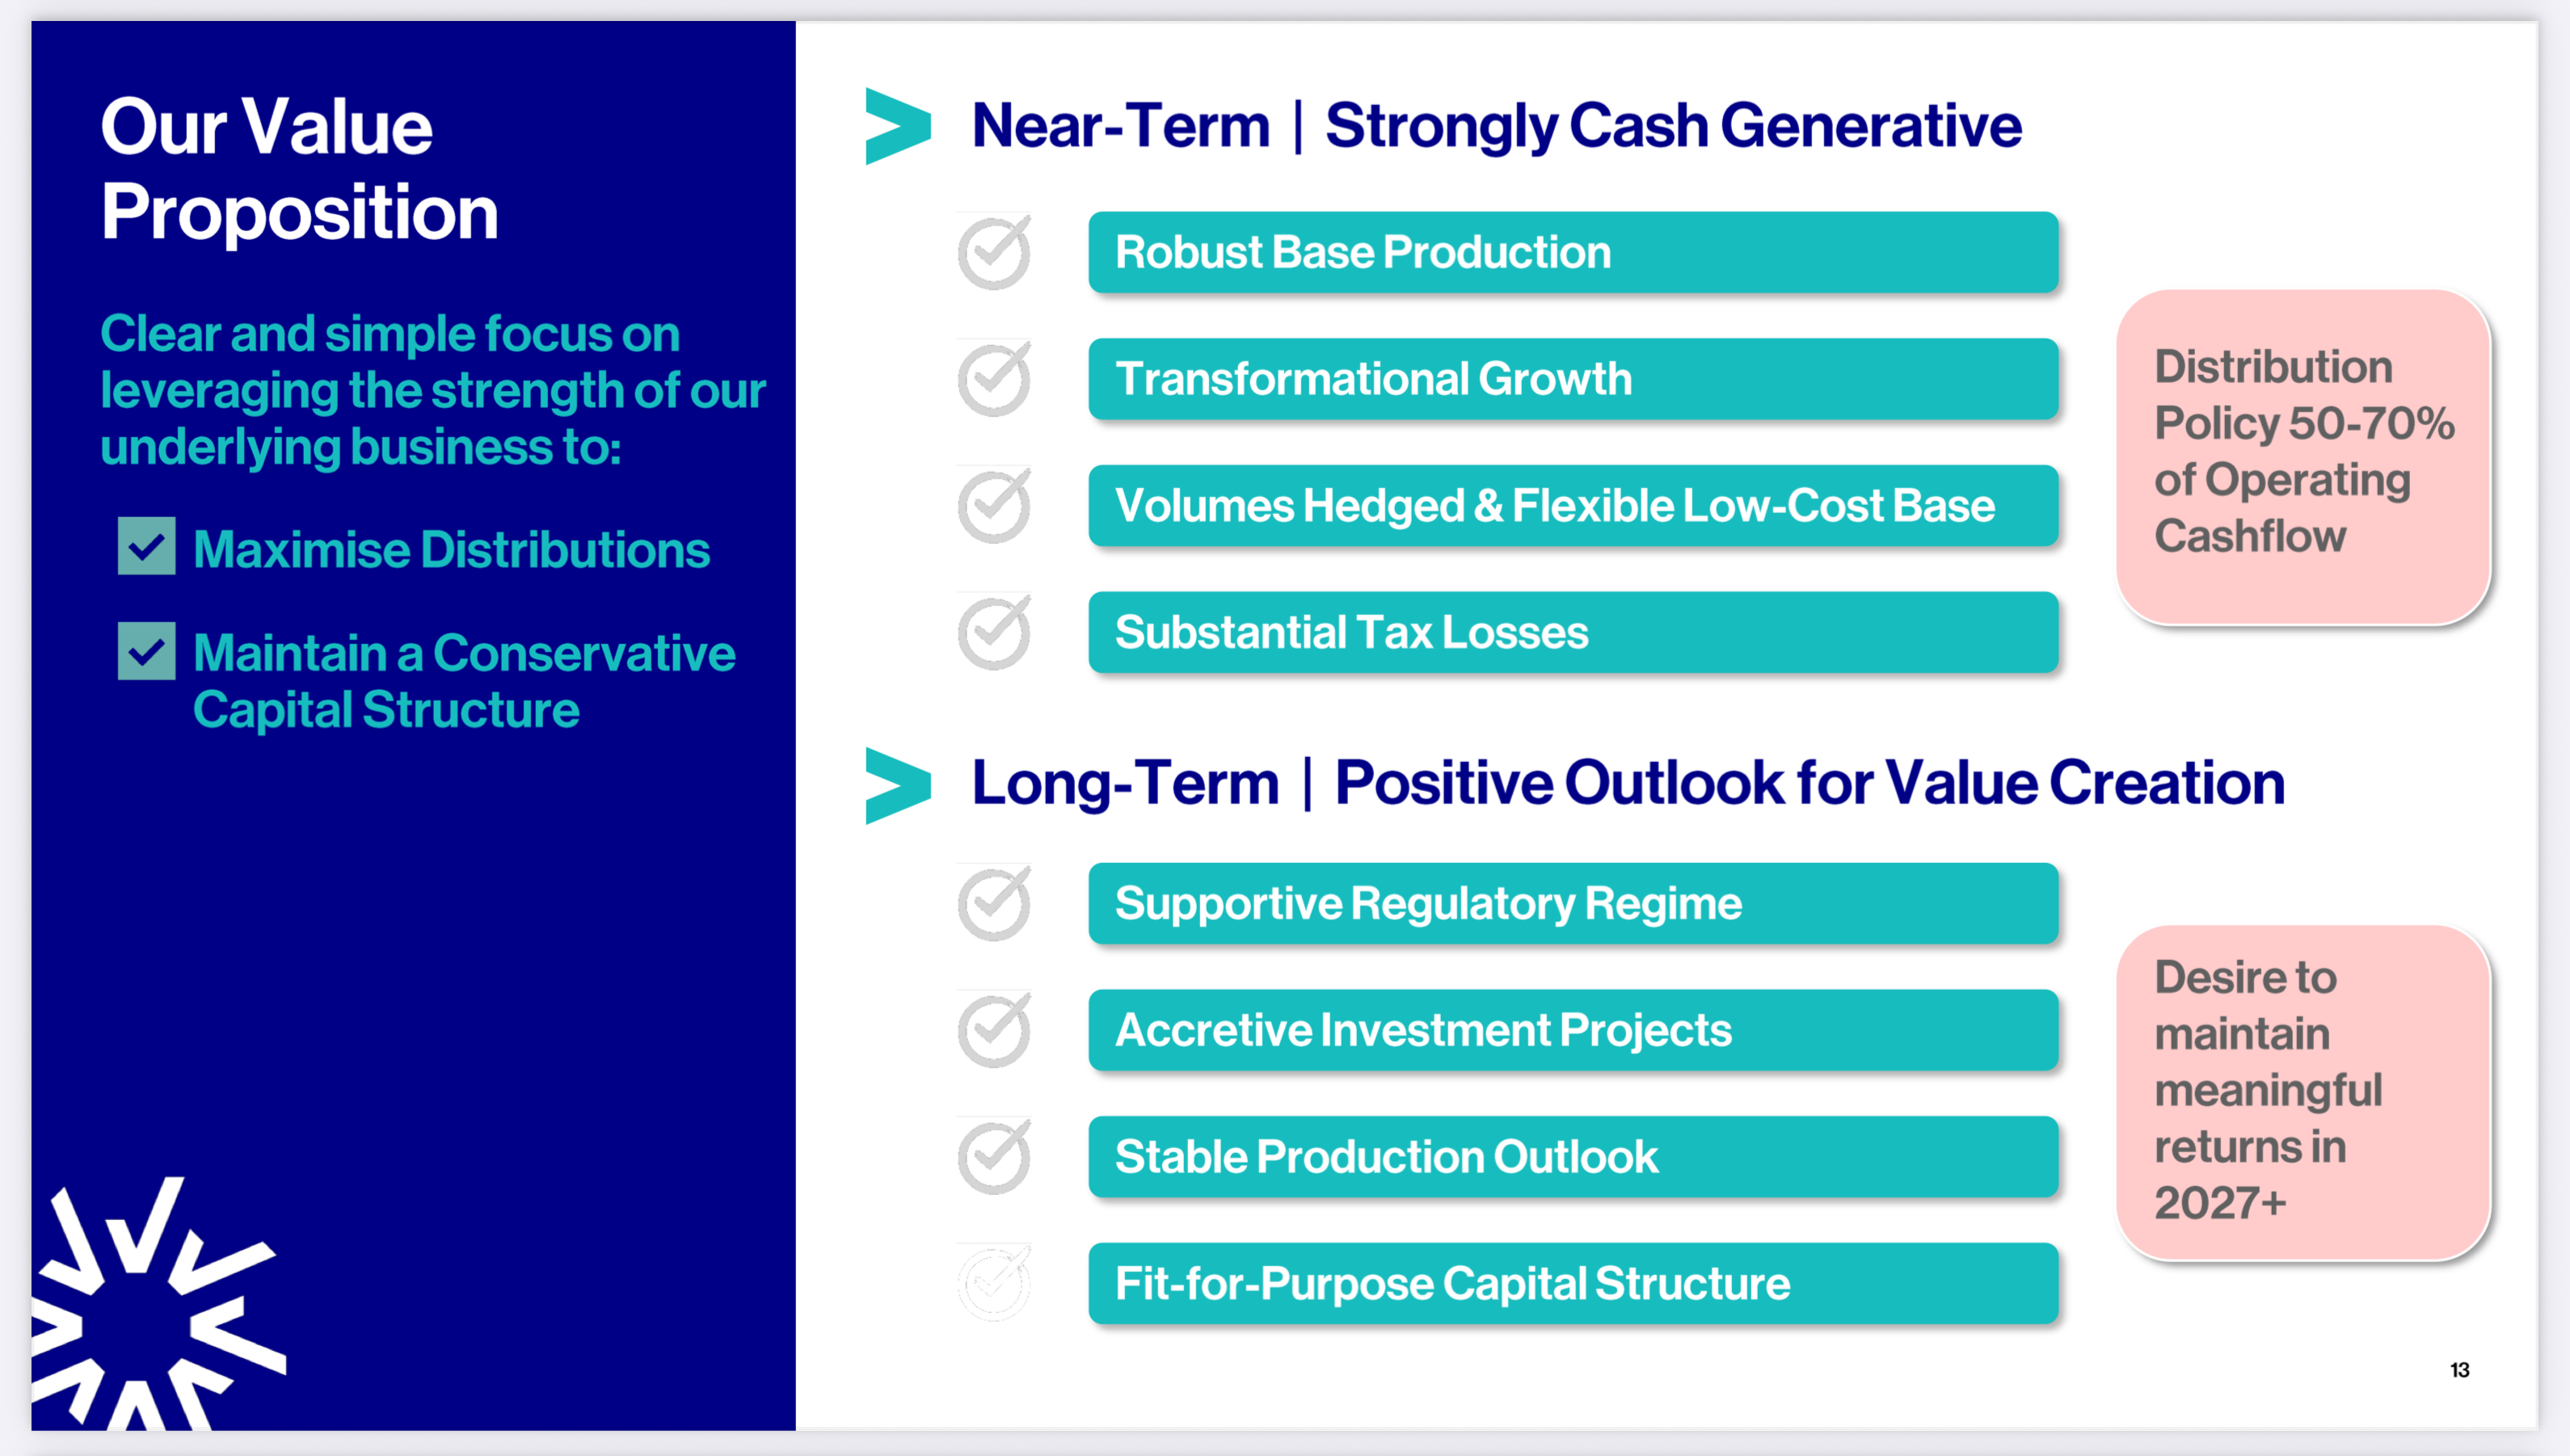 Our Value
Proposition
Clear and simple focus on
leveraging the strength of our
underlying business to:
Maximise Distributions
Maintain a Conservative
Capital Structure
Near-Term | Strongly Cash Generative
Robust Base Production
Transformational Growth
Volumes Hedged & Flexible Low-Cost Base
Substantial Tax Losses
Distribution
Policy 50-70%
of Operating
Cashflow
Long-Term | Positive Outlook for Value Creation
Supportive Regulatory Regime
Accretive Investment Projects
Stable Production Outlook
Fit-for-Purpose Capital Structure
Desire to
maintain
meaningful
returns in
2027+
13